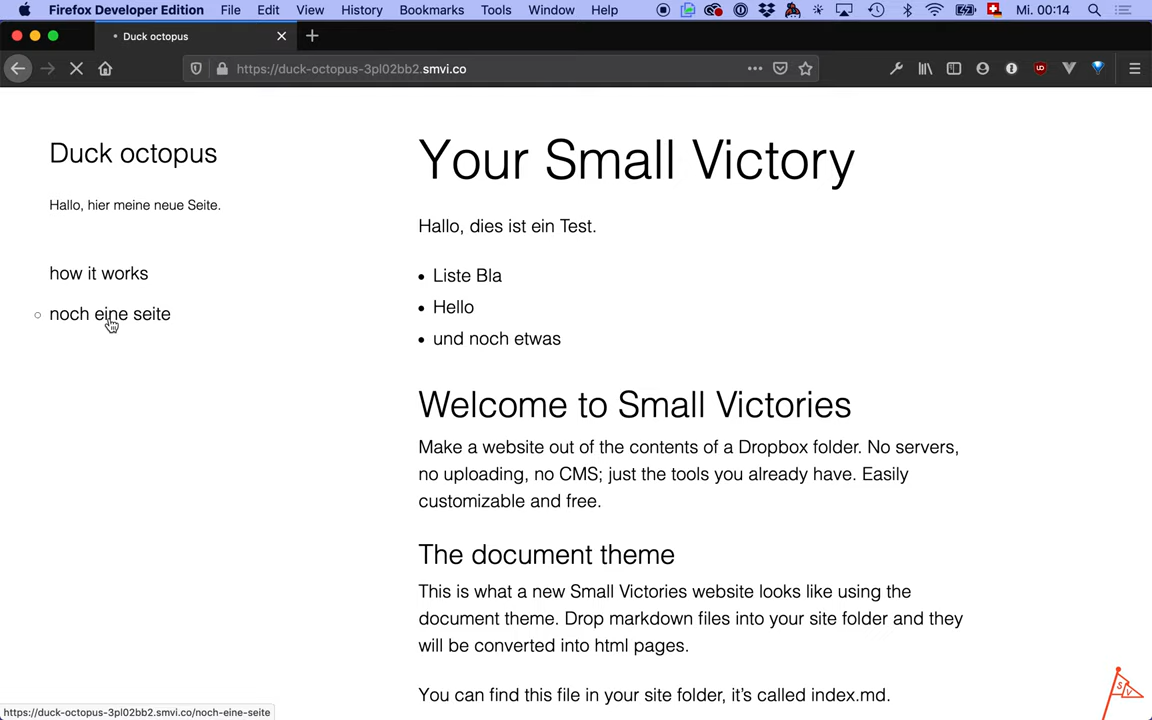 Firefox Developer Edition File Edit View History Bookmarks Tools Window Help Mi. 00:14
Duck octopus
https://duck-octopus-3pl02bb2.smvi.co
Duck octopus
Hallo, hier meine neue Seite.
how it works
noch eine seite
Your Small Victory
Hallo, dies ist ein Test.
Liste Bla
Hello
und noch etwas
Welcome to Small Victories
Make a website out of the contents of a Dropbox folder. No servers,
no uploading, no CMS; just the tools you already have. Easily
customizable and free.
The document theme
This is what a new Small Victories website looks like using the
document theme. Drop markdown files into your site folder and they
will be converted into html pages.
You can find this file in your site folder, it's called index.md.
SV
https://duck-octopus-3pl02bb2.smvi.co/noch-eine-seite